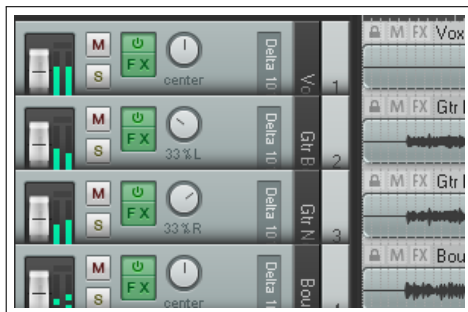 M FX Delta 10 Vo 1 M FX Vox
S center
M FX Delta 10 Gtr B 2 M FX Gtr
S 33%L
M FX Delta 10 Gtr N 3 M FX Gtr
S 33%R
M FX Delta 10 Bou M FX Bou
S center